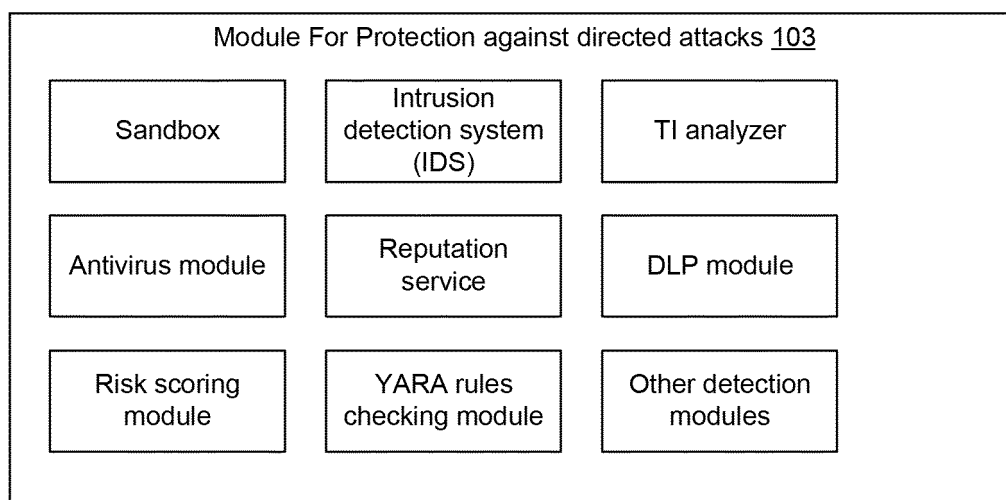 Module For Protection against directed attacks 103
Sandbox
Intrusion
detection system
(IDS)
TI analyzer
Antivirus module
Reputation
service
DLP module
Risk scoring
module
YARA rules
checking module
Other detection
modules